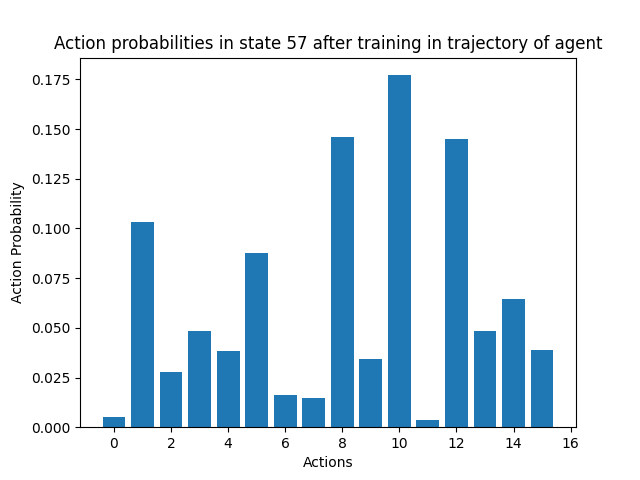 Action probabilities in state 57 after training in trajectory of agent
0.175
0.150
0.125
0.100
0.075
0.050
0.025
0.000
Action Probability
0 2 4 6 8 10 12 14 16
Actions